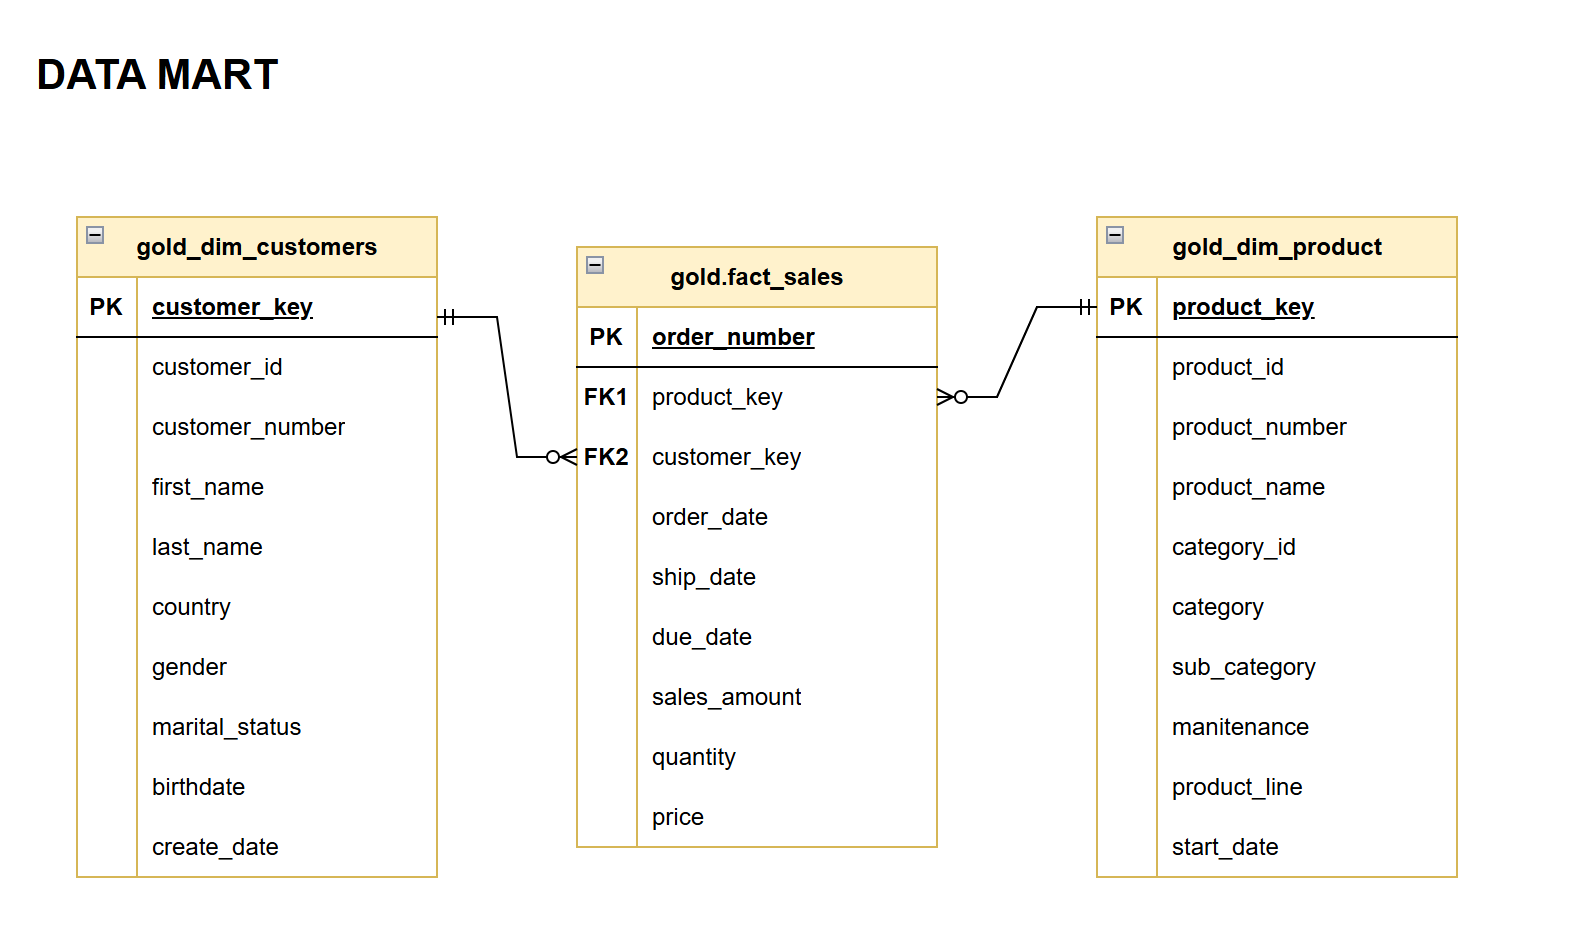 DATA MART
gold_dim_customers
PK customer_key
customer_id
customer_number
first_name
last_name
country
gender
marital_status
birthdate
create_date
gold.fact_sales
PK order_number
FK1 product_key
FK2 customer_key
order_date
ship_date
due_date
sales_amount
quantity
price
gold_dim_product
PK product_key
product_id
product_number
product_name
category_id
category
sub_category
manitenance
product_line
start_date